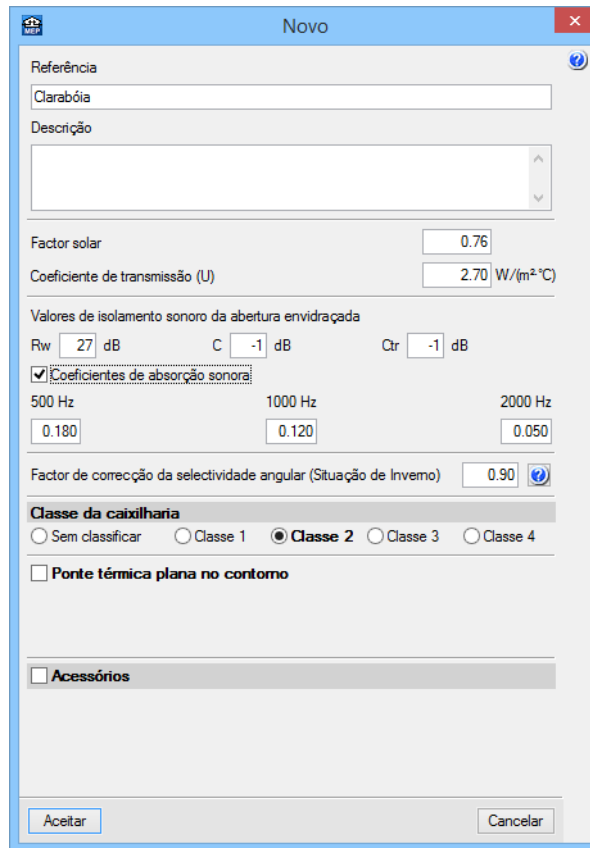 MEP
Novo
Referência
Clarabóia
Descrição
Factor solar 0.76
Coeficiente de transmissão (U) 2.70 W/(m²·°C)
Valores de isolamento sonoro da abertura envidraçada
Rw 27 dB C -1 dB Ctr -1 dB
Coeficientes de absorção sonora
500 Hz 1000 Hz 2000 Hz
0.180 0.120 0.050
Factor de correcção da selectividade angular (Situação de Inverno) 0.90
Classe da caixilharia
Sem classificar Classe 1 Classe 2 Classe 3 Classe 4
Ponte térmica plana no contorno
Acessórios
Aceitar Cancelar